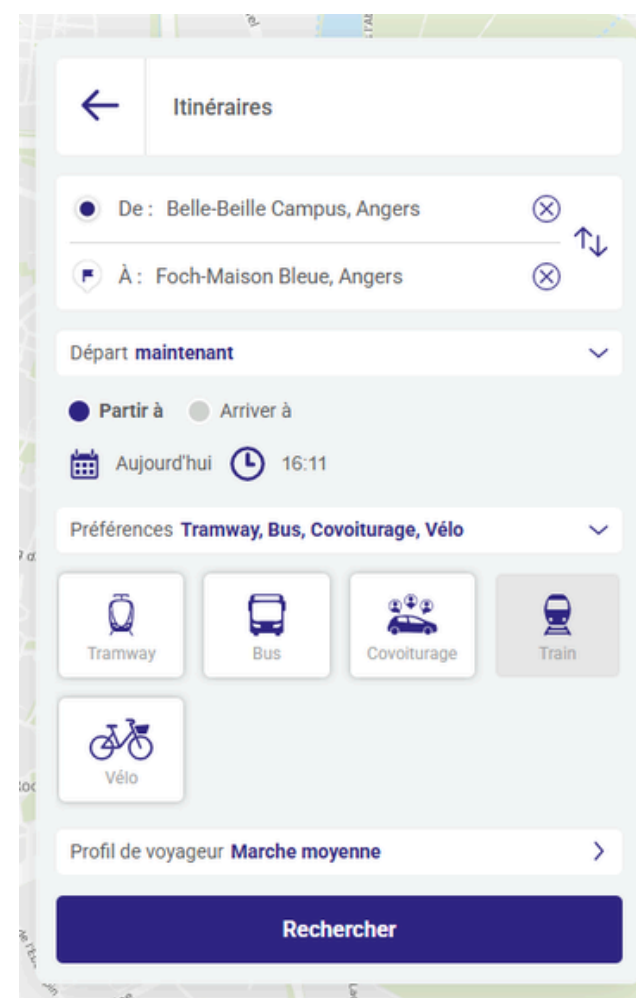 Itinéraires
De : Belle-Beille Campus, Angers
À : Foch-Maison Bleue, Angers
Départ maintenant
Partir à Arriver à
Aujourd'hui 16:11
Préférences Tramway, Bus, Covoiturage, Vélo
Tramway Bus Covoiturage Train
Vélo
Profil de voyageur Marche moyenne
Rechercher